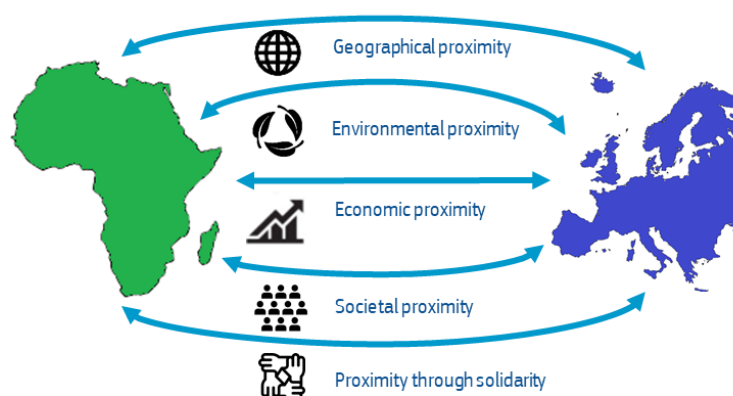 Geographical proximity
Environmental proximity
Economic proximity
Societal proximity
Proximity through solidarity